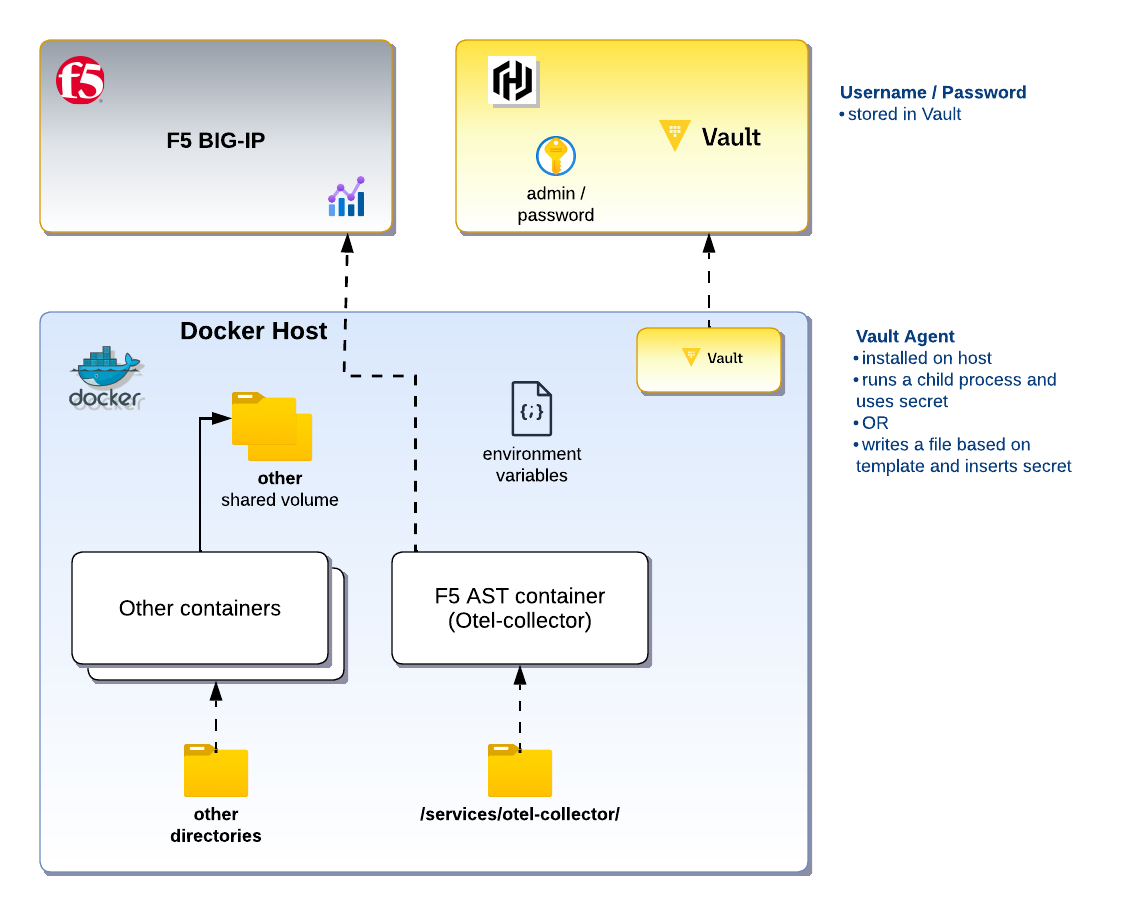 f5
F5 BIG-IP
Vault
admin /
password
Username / Password
• stored in Vault
Docker Host
docker
Vault
Vault Agent
• installed on host
• runs a child process and
uses secret
• OR
• writes a file based on
template and inserts secret
{;}
environment
variables
other
shared volume
Other containers
F5 AST container
(Otel-collector)
other
directories
/services/otel-collector/